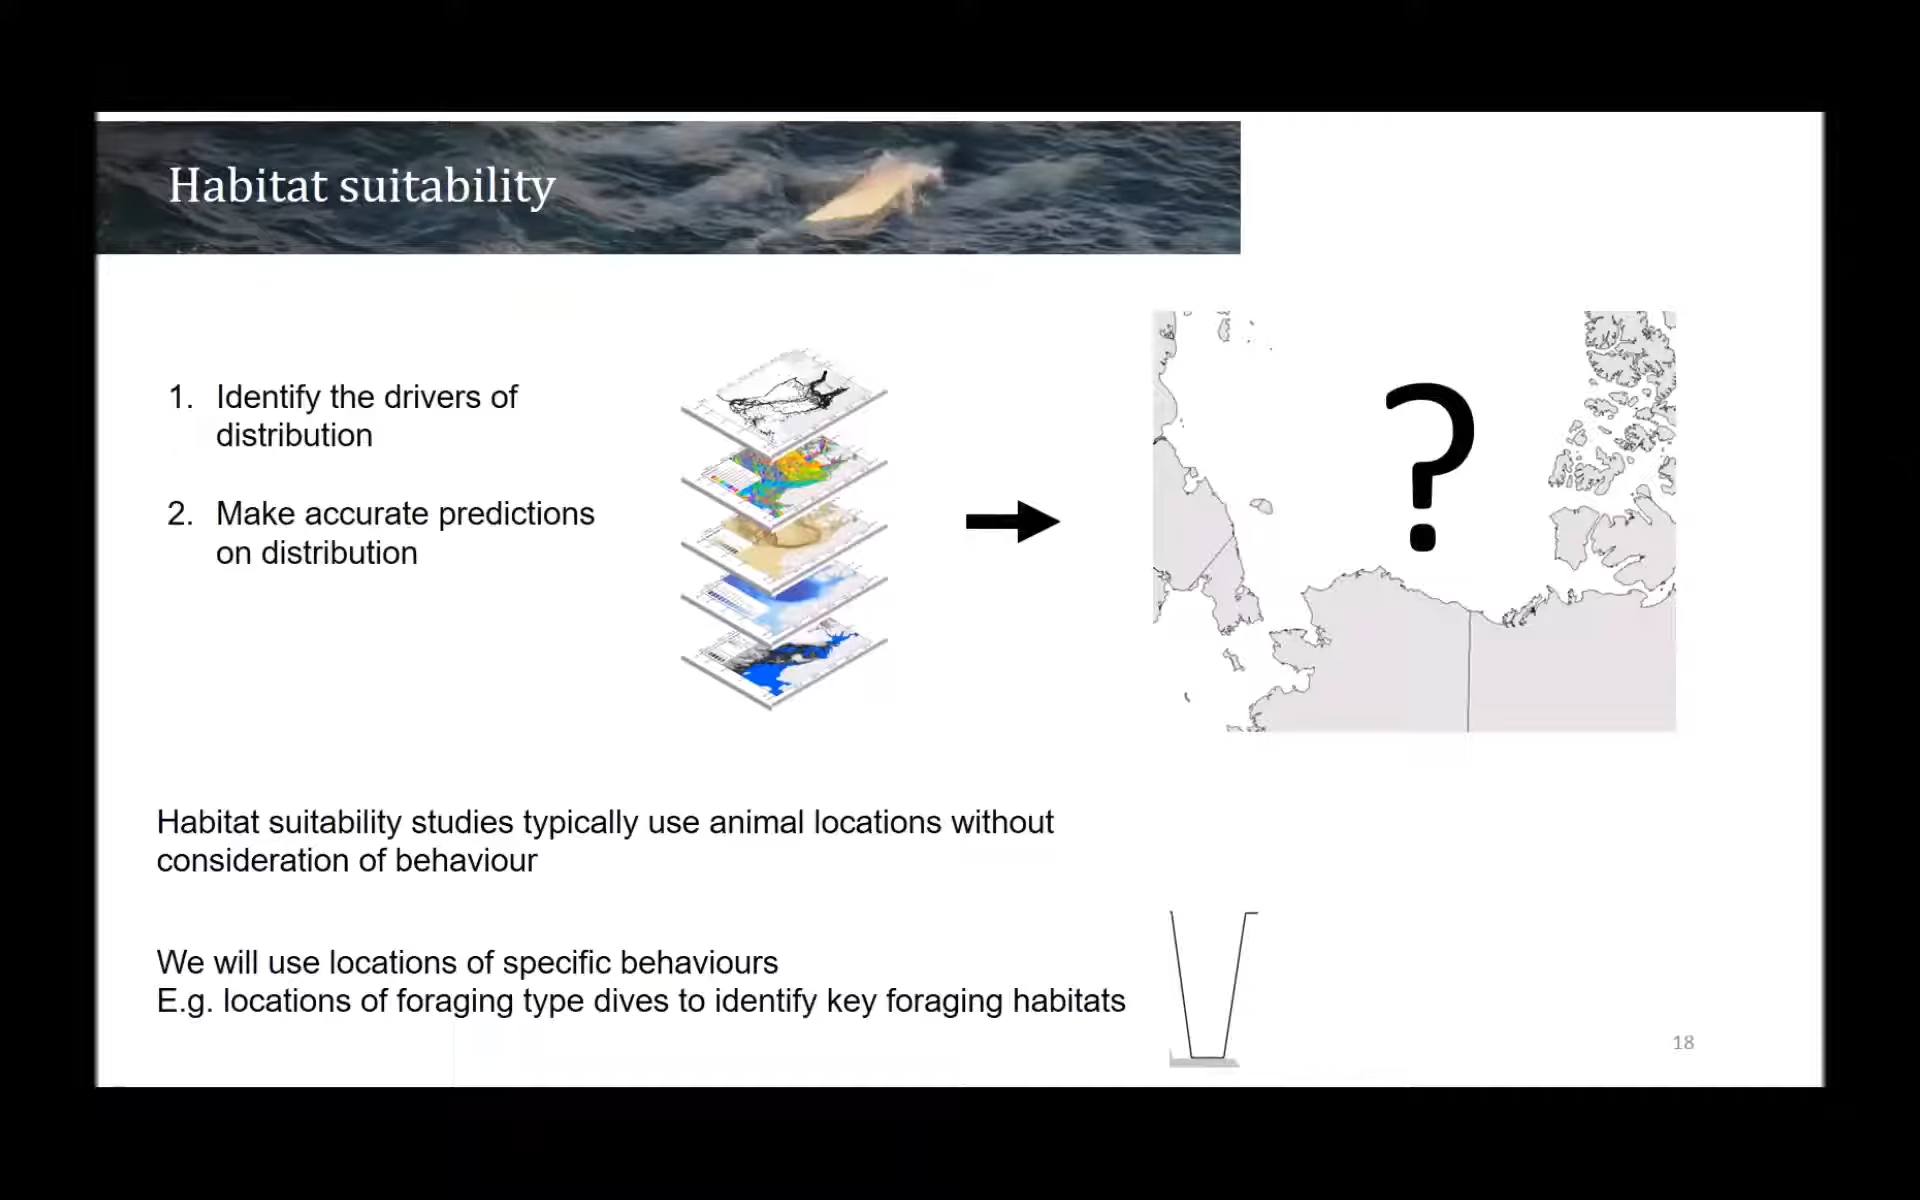 Habitat suitability
1. Identify the drivers of
distribution
2. Make accurate predictions
on distribution
?
Habitat suitability studies typically use animal locations without
consideration of behaviour
We will use locations of specific behaviours
E.g. locations of foraging type dives to identify key foraging habitats
18